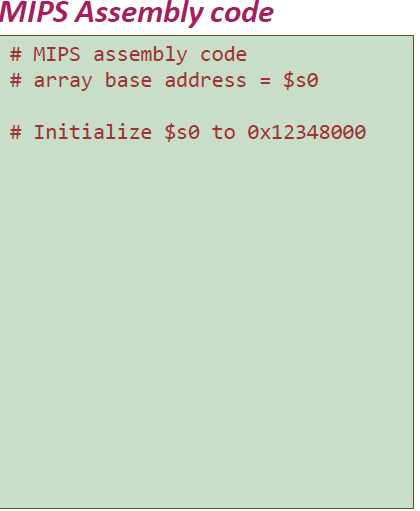 MIPS Assembly code
# MIPS assembly code
# array base address = $s0
# Initialize $s0 to 0x12348000